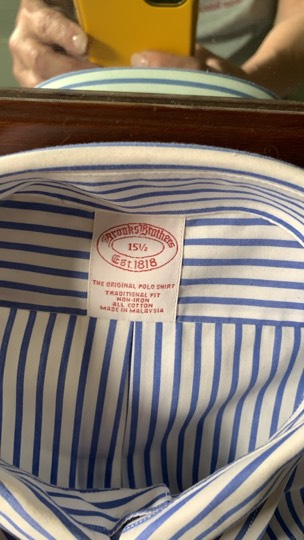 Brooks Brothers
15½
Est. 1818
THE ORIGINAL POLO SHIRT
TRADITIONAL FIT
NON-IRON
ALL COTTON
MADE IN MALAYSIA